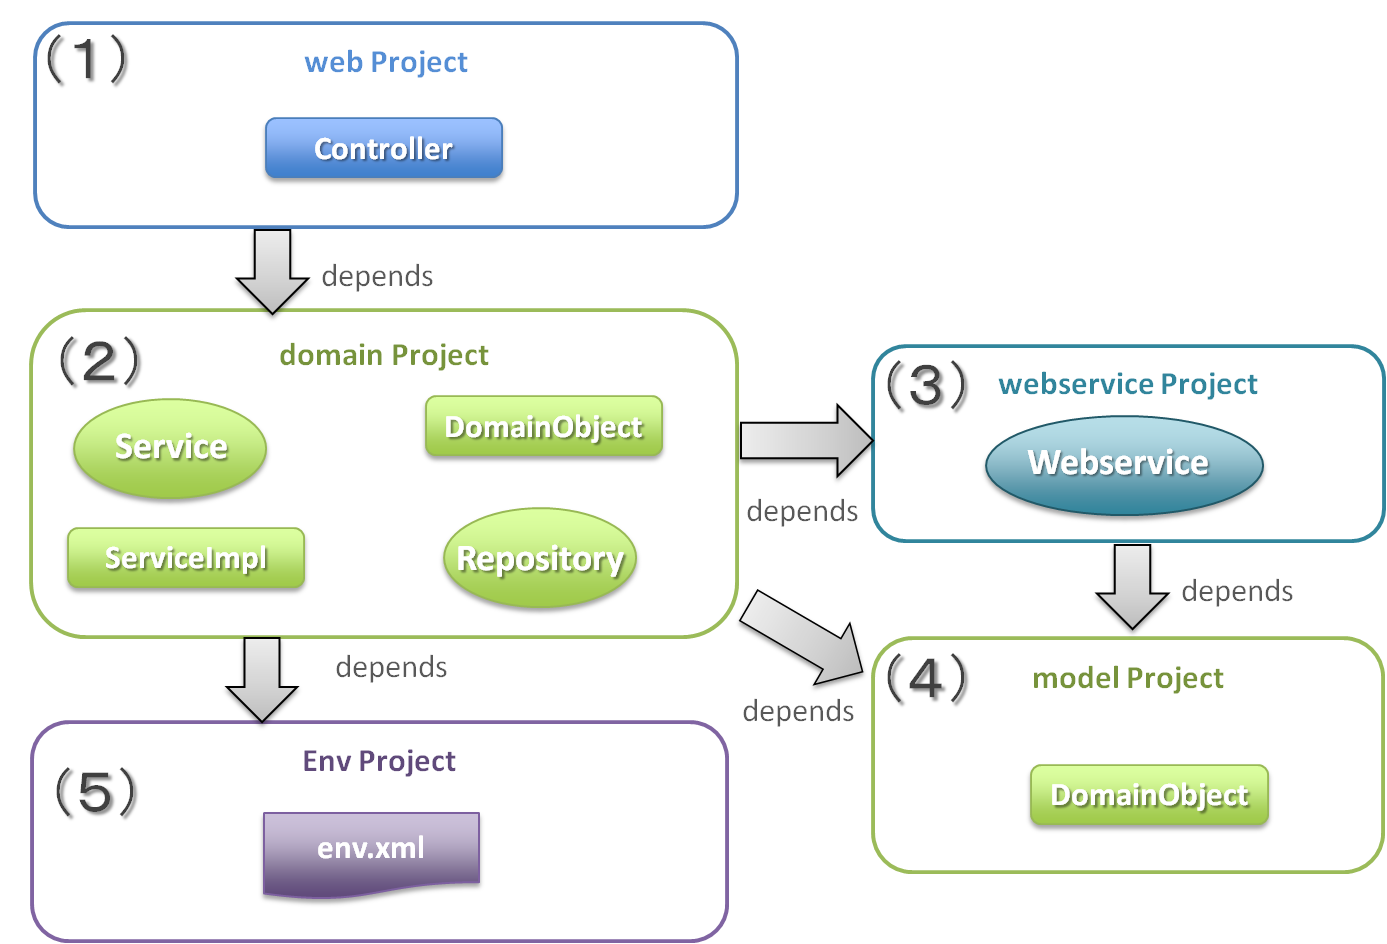 （１）
web Project
Controller
depends
（２）
domain Project
Service
DomainObject
ServiceImpl
Repository
depends
（３）
webservice Project
Webservice
depends
depends
（４）
model Project
DomainObject
depends
（５）
Env Project
env.xml